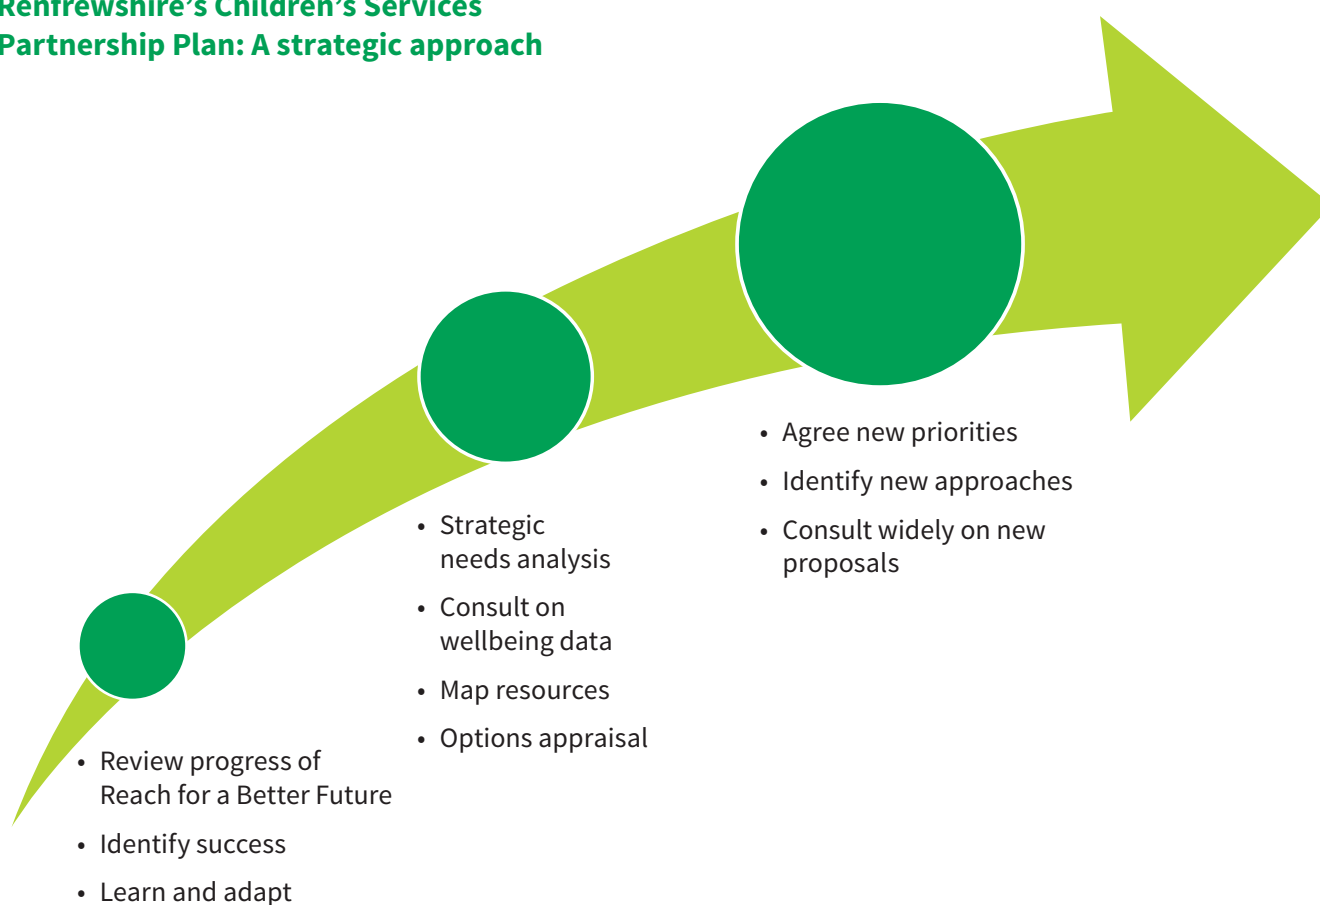 Renfrewshire's Children's Services
Partnership Plan: A strategic approach
• Review progress of
Reach for a Better Future
• Identify success
• Learn and adapt
• Strategic
needs analysis
• Consult on
wellbeing data
• Map resources
• Options appraisal
• Agree new priorities
• Identify new approaches
• Consult widely on new
proposals